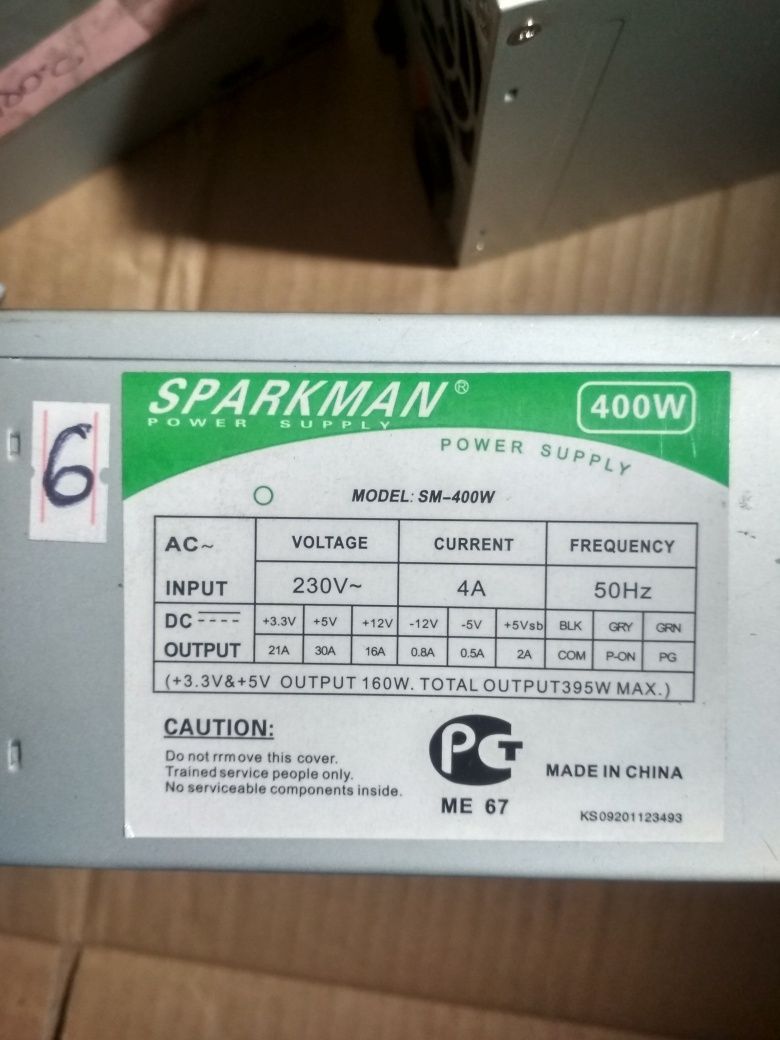 SPARKMAN®
POWER SUPPLY
400W
POWER SUPPLY
6
MODEL: SM-400W
AC~ VOLTAGE CURRENT FREQUENCY
INPUT 230V~ 4A 50Hz
DC +3.3V +5V +12V -12V -5V +5Vsb BLK GRY GRN
OUTPUT 21A 30A 16A 0.8A 0.5A 2A COM P-ON PG
(+3.3V&+5V OUTPUT 160W. TOTAL OUTPUT395W MAX.)
CAUTION:
Do not rrmove this cover.
Trained service people only.
No serviceable components inside.
РСТ
ME 67
MADE IN CHINA
KS09201123493